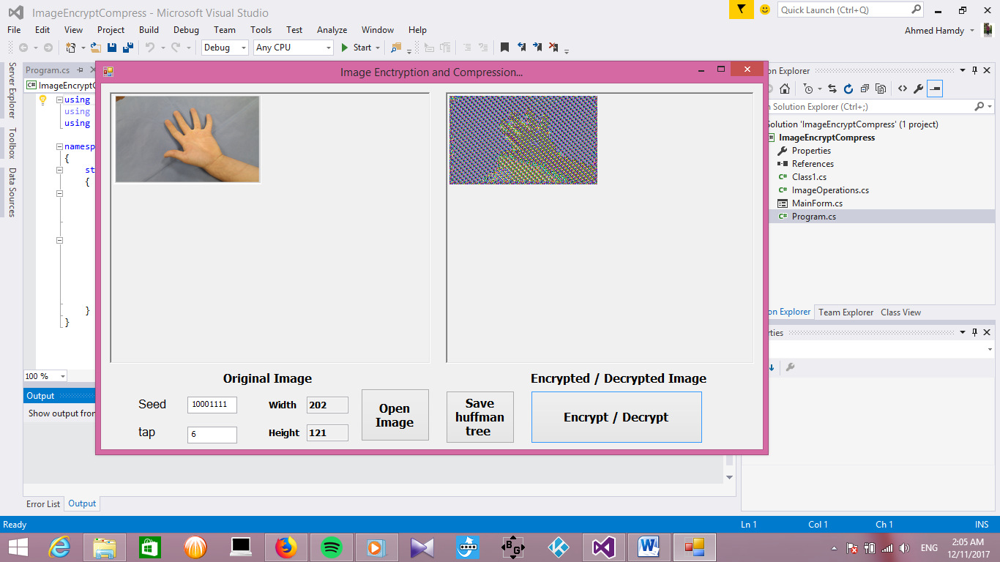 ImageEncryptCompress - Microsoft Visual Studio
Quick Launch (Ctrl+Q)
File Edit View Project Build Debug Team Tools Test Analyze Window Help
Ahmed Hamdy
Debug Any CPU Start
Server Explorer
Toolbox
Data Sources
Program.cs
ImageEncryptC
using
using
using
namesp
{
st
{
}
}
100 %
Image Enctryption and Compression...
Original Image
Encrypted / Decrypted Image
Seed 10001111
Width 202
tap 6
Height 121
Open
Image
Save
huffman
tree
Encrypt / Decrypt
on Explorer
n Solution Explorer (Ctrl+;)
olution 'ImageEncryptCompress' (1 project)
ImageEncryptCompress
Properties
References
Class1.cs
ImageOperations.cs
MainForm.cs
Program.cs
on Explorer Team Explorer Class View
rties
Output
Show output fron
Error List Output
Ready Ln 1 Col 1 Ch 1 INS
B G
ENG
2:05 AM
12/11/2017